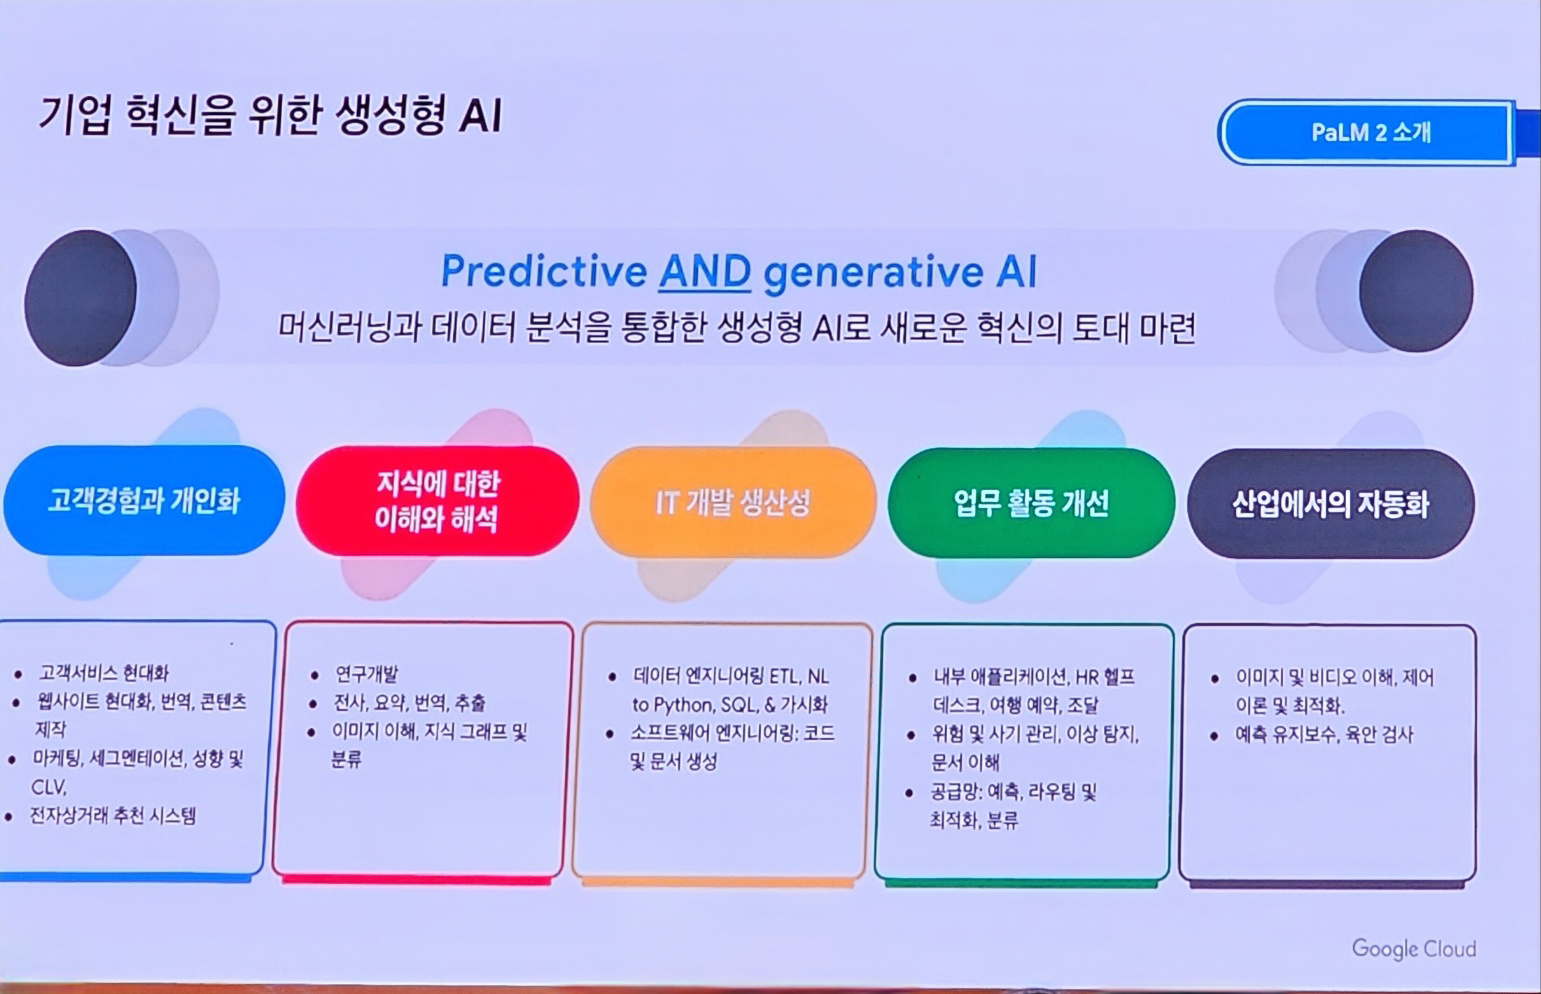 기업 혁신을 위한 생성형 AI
PaLM 2 소개
Predictive AND generative AI
머신러닝과 데이터 분석을 통합한 생성형 AI로 새로운 혁신의 토대 마련
고객경험과 개인화
지식에 대한
이해와 해석
IT 개발 생산성
업무 활동 개선
산업에서의 자동화
• 고객서비스 현대화
• 웹사이트 현대화, 번역, 콘텐츠
제작
• 마케팅, 세그멘테이션, 성향 및
CLV,
• 전자상거래 추천 시스템
• 연구개발
• 전사, 요약, 번역, 추출
• 이미지 이해, 지식 그래프 및
분류
• 데이터 엔지니어링 ETL, NL
to Python, SQL, & 가시화
• 소프트웨어 엔지니어링: 코드
및 문서 생성
• 내부 애플리케이션, HR 헬프
데스크, 여행 예약, 조달
• 위험 및 사기 관리, 이상 탐지,
문서 이해
• 공급망: 예측, 라우팅 및
최적화, 분류
• 이미지 및 비디오 이해, 제어
이론 및 최적화.
• 예측 유지보수, 육안 검사
Google Cloud